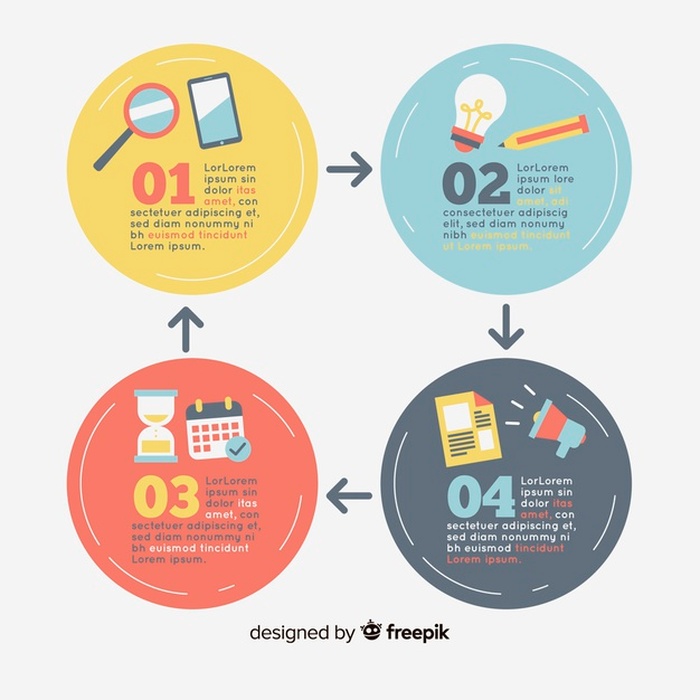 01
LorLorem
ipsum sin
dolor itas
amet, con
sectetuer adipiscing et,
sed diam nonummy ni
bh euismod tincidunt
Lorem ipsum.
02
LorLorem
ipsum lore
dolor sit
amet, adi
consectetuer adipiscig
elit, sed diam nonumy
nibh euismod tincidunt
ut Lorem ipsum.
03
LorLorem
ipsum sin
dolor itas
amet, con
sectetuer adipiscing et,
sed diam nonummy ni
bh euismod tincidunt
Lorem ipsum.
04
LorLorem
ipsum sin
dolor itas
amet, con
sectetuer adipiscing et,
sed diam nonummy ni
bh euismod tincidunt
Lorem ipsum.
designed by freepik